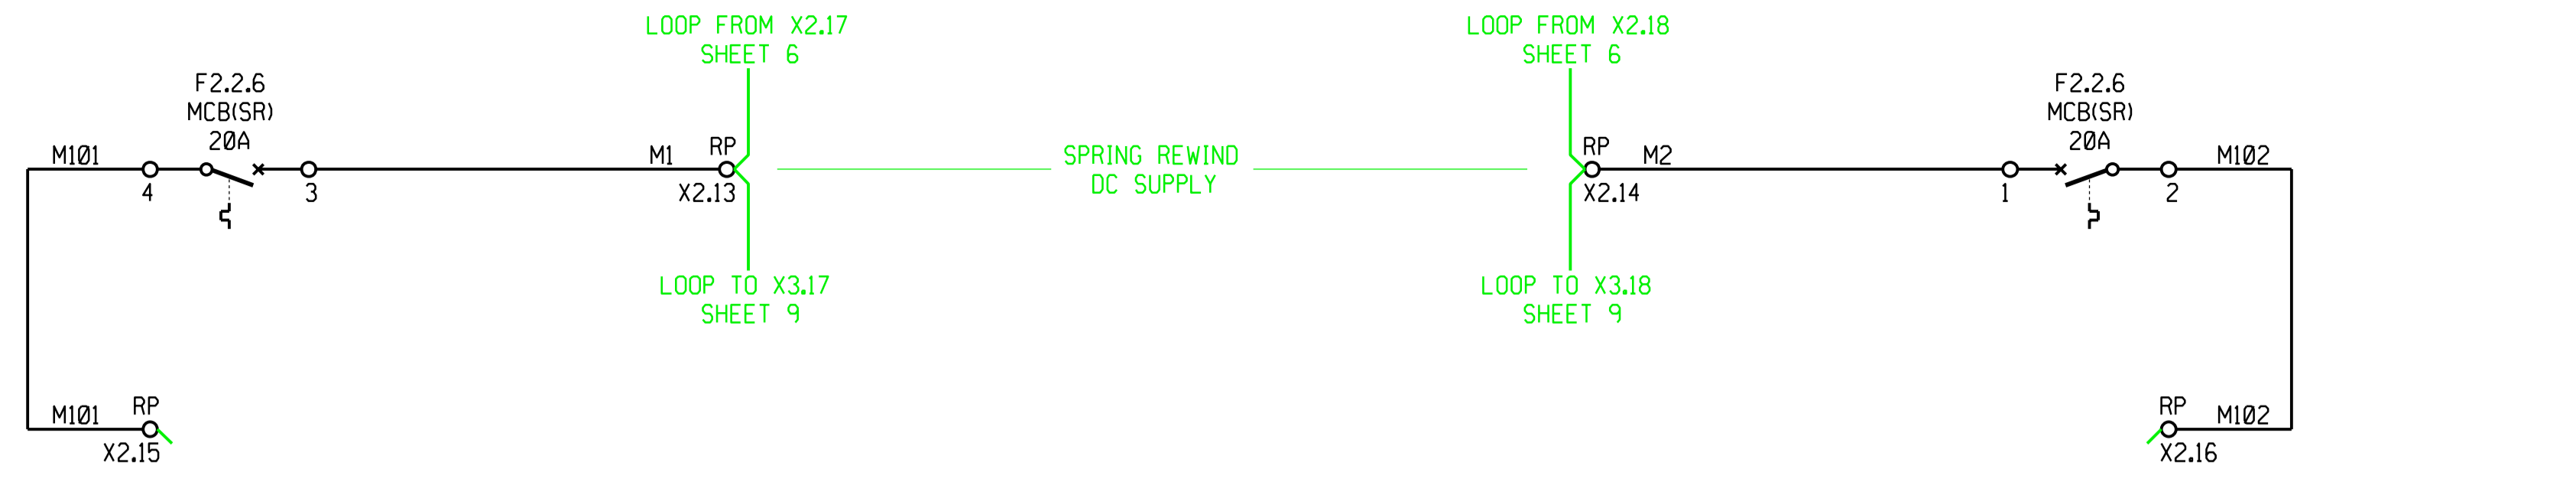 LOOP FROM X2.17
SHEET 6
LOOP FROM X2.18
SHEET 6
F2.2.6
MCB(SR)
20A
F2.2.6
MCB(SR)
20A
M101
4
3
M1
RP
X2.13
SPRING REWIND
DC SUPPLY
RP
M2
X2.14
1
2
M102
LOOP TO X3.17
SHEET 9
LOOP TO X3.18
SHEET 9
M101
RP
X2.15
RP
M102
X2.16